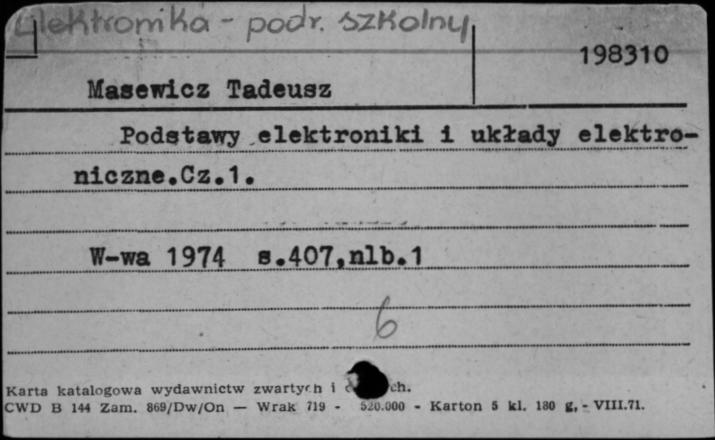 Elektronika - podr. szkolny
198310
Masewicz Tadeusz
Podstawy elektroniki i układy elektro-
niczne.Cz.1.
W-wa 1974 s.407,nlb.1
6
Karta katalogowa wydawnictw zwartych i
CWD B 144 Zam. 869/Dw/On — Wrak 719 - 520.000 - Karton 5 kl. 180 g. - VIII.71.